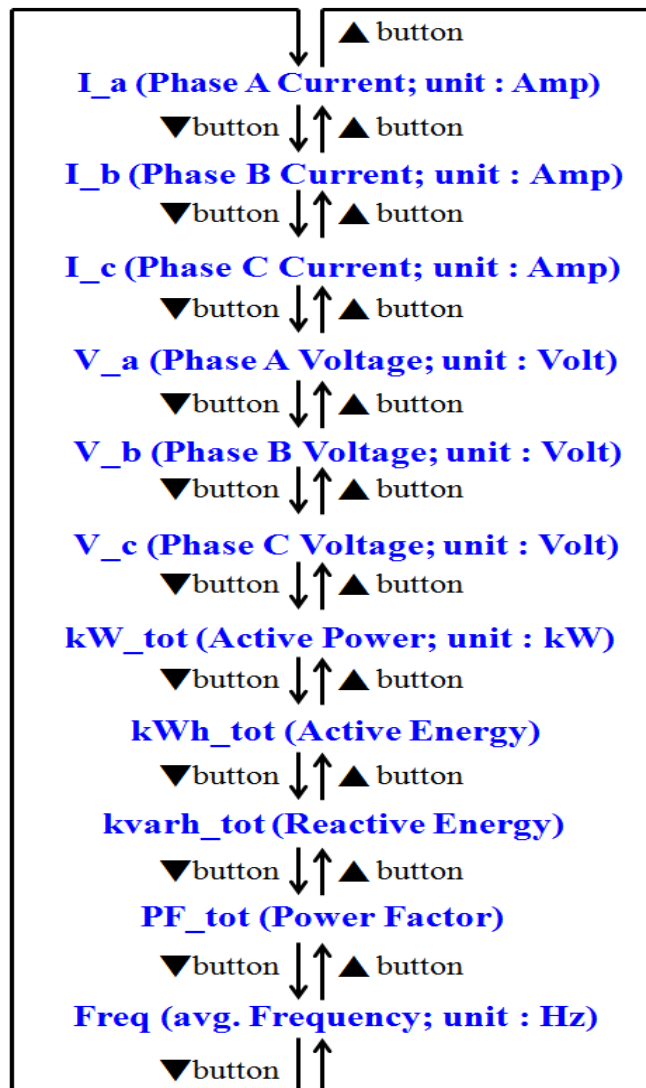 ▲ button
I_a (Phase A Current; unit : Amp)
▼button ▲ button
I_b (Phase B Current; unit : Amp)
▼button ▲ button
I_c (Phase C Current; unit : Amp)
▼button ▲ button
V_a (Phase A Voltage; unit : Volt)
▼button ▲ button
V_b (Phase B Voltage; unit : Volt)
▼button ▲ button
V_c (Phase C Voltage; unit : Volt)
▼button ▲ button
kW_tot (Active Power; unit : kW)
▼button ▲ button
kWh_tot (Active Energy)
▼button ▲ button
kvarh_tot (Reactive Energy)
▼button ▲ button
PF_tot (Power Factor)
▼button ▲ button
Freq (avg. Frequency; unit : Hz)
▼button